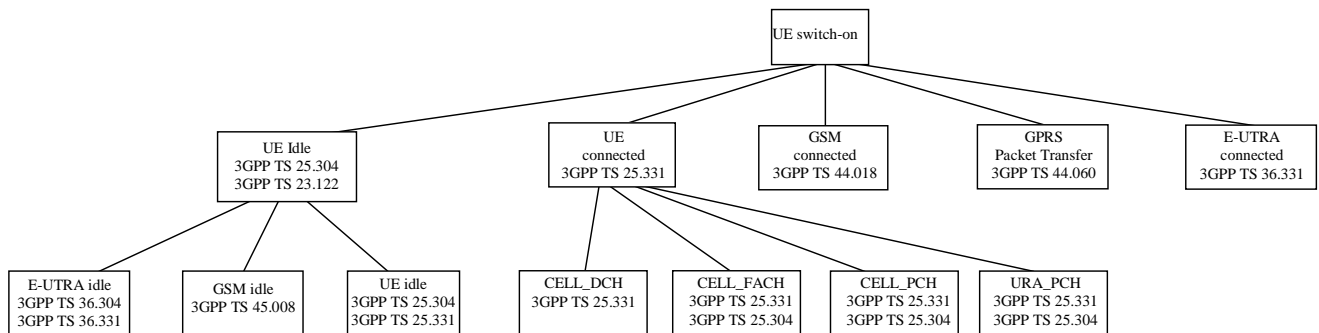 UE switch-on
UE Idle
3GPP TS 25.304
3GPP TS 23.122
UE
connected
3GPP TS 25.331
GSM
connected
3GPP TS 44.018
GPRS
Packet Transfer
3GPP TS 44.060
E-UTRA
connected
3GPP TS 36.331
E-UTRA idle
3GPP TS 36.304
3GPP TS 36.331
GSM idle
3GPP TS 45.008
UE idle
3GPP TS 25.304
3GPP TS 25.331
CELL_DCH
3GPP TS 25.331
CELL_FACH
3GPP TS 25.331
3GPP TS 25.304
CELL_PCH
3GPP TS 25.331
3GPP TS 25.304
URA_PCH
3GPP TS 25.331
3GPP TS 25.304